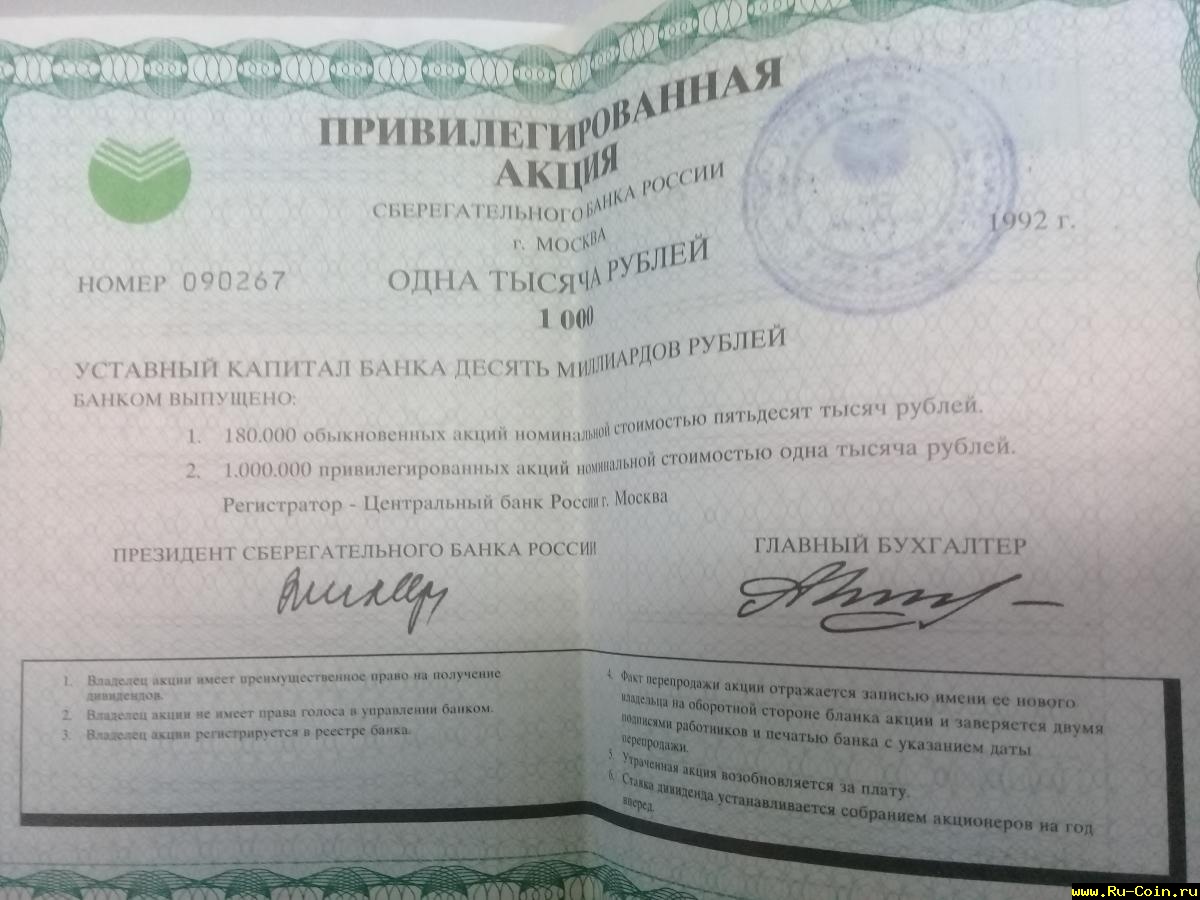 ПРИВИЛЕГИРОВАННАЯ
АКЦИЯ
СБЕРЕГАТЕЛЬНОГО БАНКА РОССИИ
г. МОСКВА
1992 г.
НОМЕР 090267
ОДНА ТЫСЯЧА РУБЛЕЙ
1 000
УСТАВНЫЙ КАПИТАЛ БАНКА ДЕСЯТЬ МИЛЛИАРДОВ РУБЛЕЙ
БАНКОМ ВЫПУЩЕНО:
1. 180.000 обыкновенных акций номинальной стоимостью пятьдесят тысяч рублей.
2. 1.000.000 привилегированных акций номинальной стоимостью одна тысяча рублей.
Регистратор - Центральный банк России г. Москва
ПРЕЗИДЕНТ СБЕРЕГАТЕЛЬНОГО БАНКА РОССИИ
ГЛАВНЫЙ БУХГАЛТЕР
1. Владелец акции имеет преимущественное право на получение
дивидендов.
2. Владелец акции не имеет права голоса в управлении банком.
3. Владелец акции регистрируется в реестре банка.
4. Факт перепродажи акции отражается записью имени ее нового
владельца на оборотной стороне бланка акции и заверяется двумя
подписями работников и печатью банка с указанием даты
перепродажи.
5. Утраченная акция возобновляется за плату.
6. Ставка дивиденда устанавливается собранием акционеров на год
вперед.
www.Ru-Coin.ru